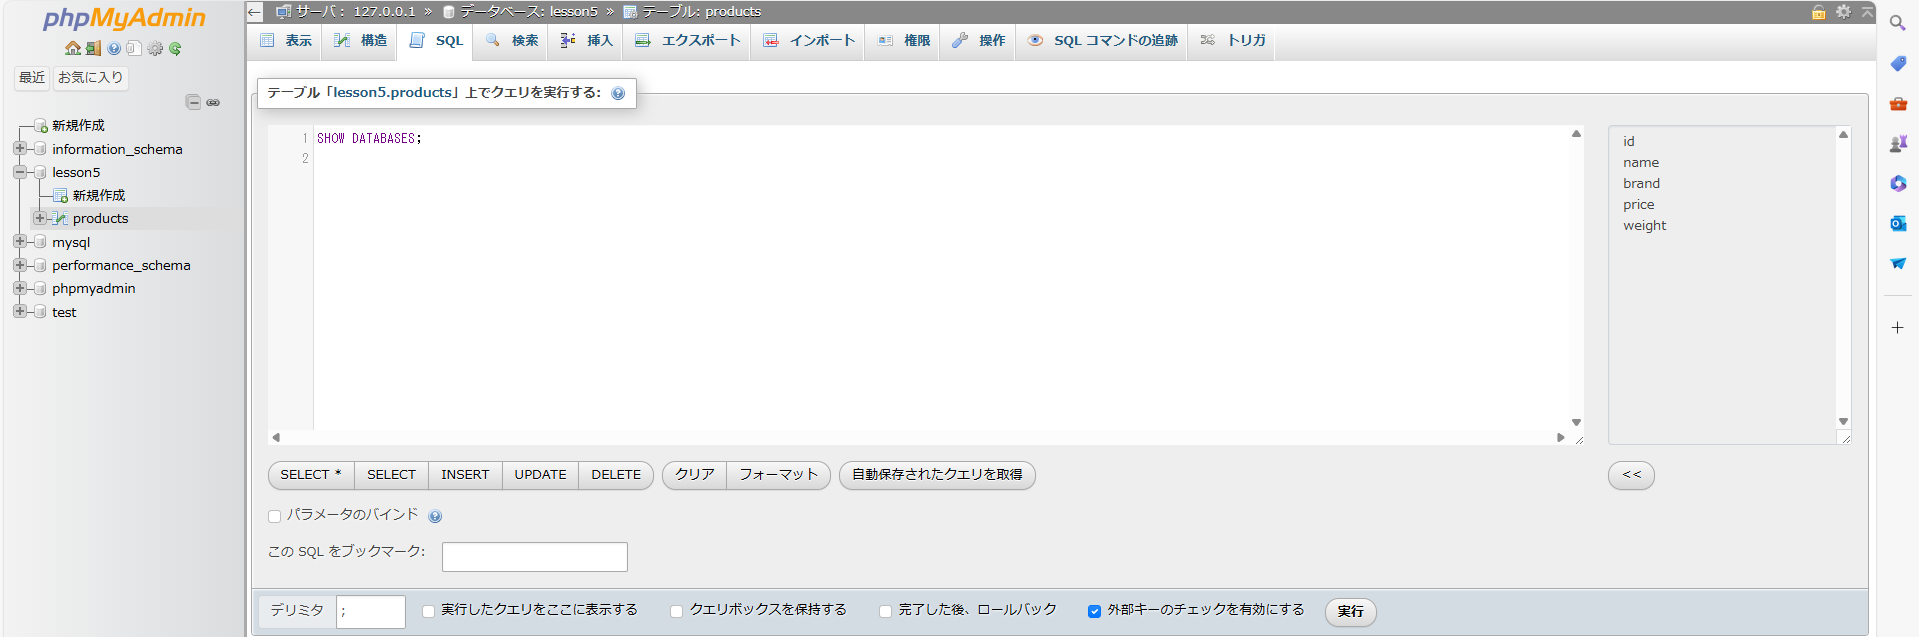 phpMyAdmin
最近 お気に入り
新規作成
information_schema
lesson5
新規作成
products
mysql
performance_schema
phpmyadmin
test
← サーバ: 127.0.0.1 » データベース: lesson5 » テーブル: products
表示 構造 SQL 検索 挿入 エクスポート インポート 権限 操作 SQL コマンドの追跡 トリガ
テーブル「lesson5.products」上でクエリを実行する:
1 SHOW DATABASES;
2
id
name
brand
price
weight
SELECT * SELECT INSERT UPDATE DELETE クリア フォーマット 自動保存されたクエリを取得 <<
パラメータのバインド
この SQL をブックマーク:
デリミタ ; 実行したクエリをここに表示する クエリボックスを保持する 完了した後、ロールバック 外部キーのチェックを有効にする 実行